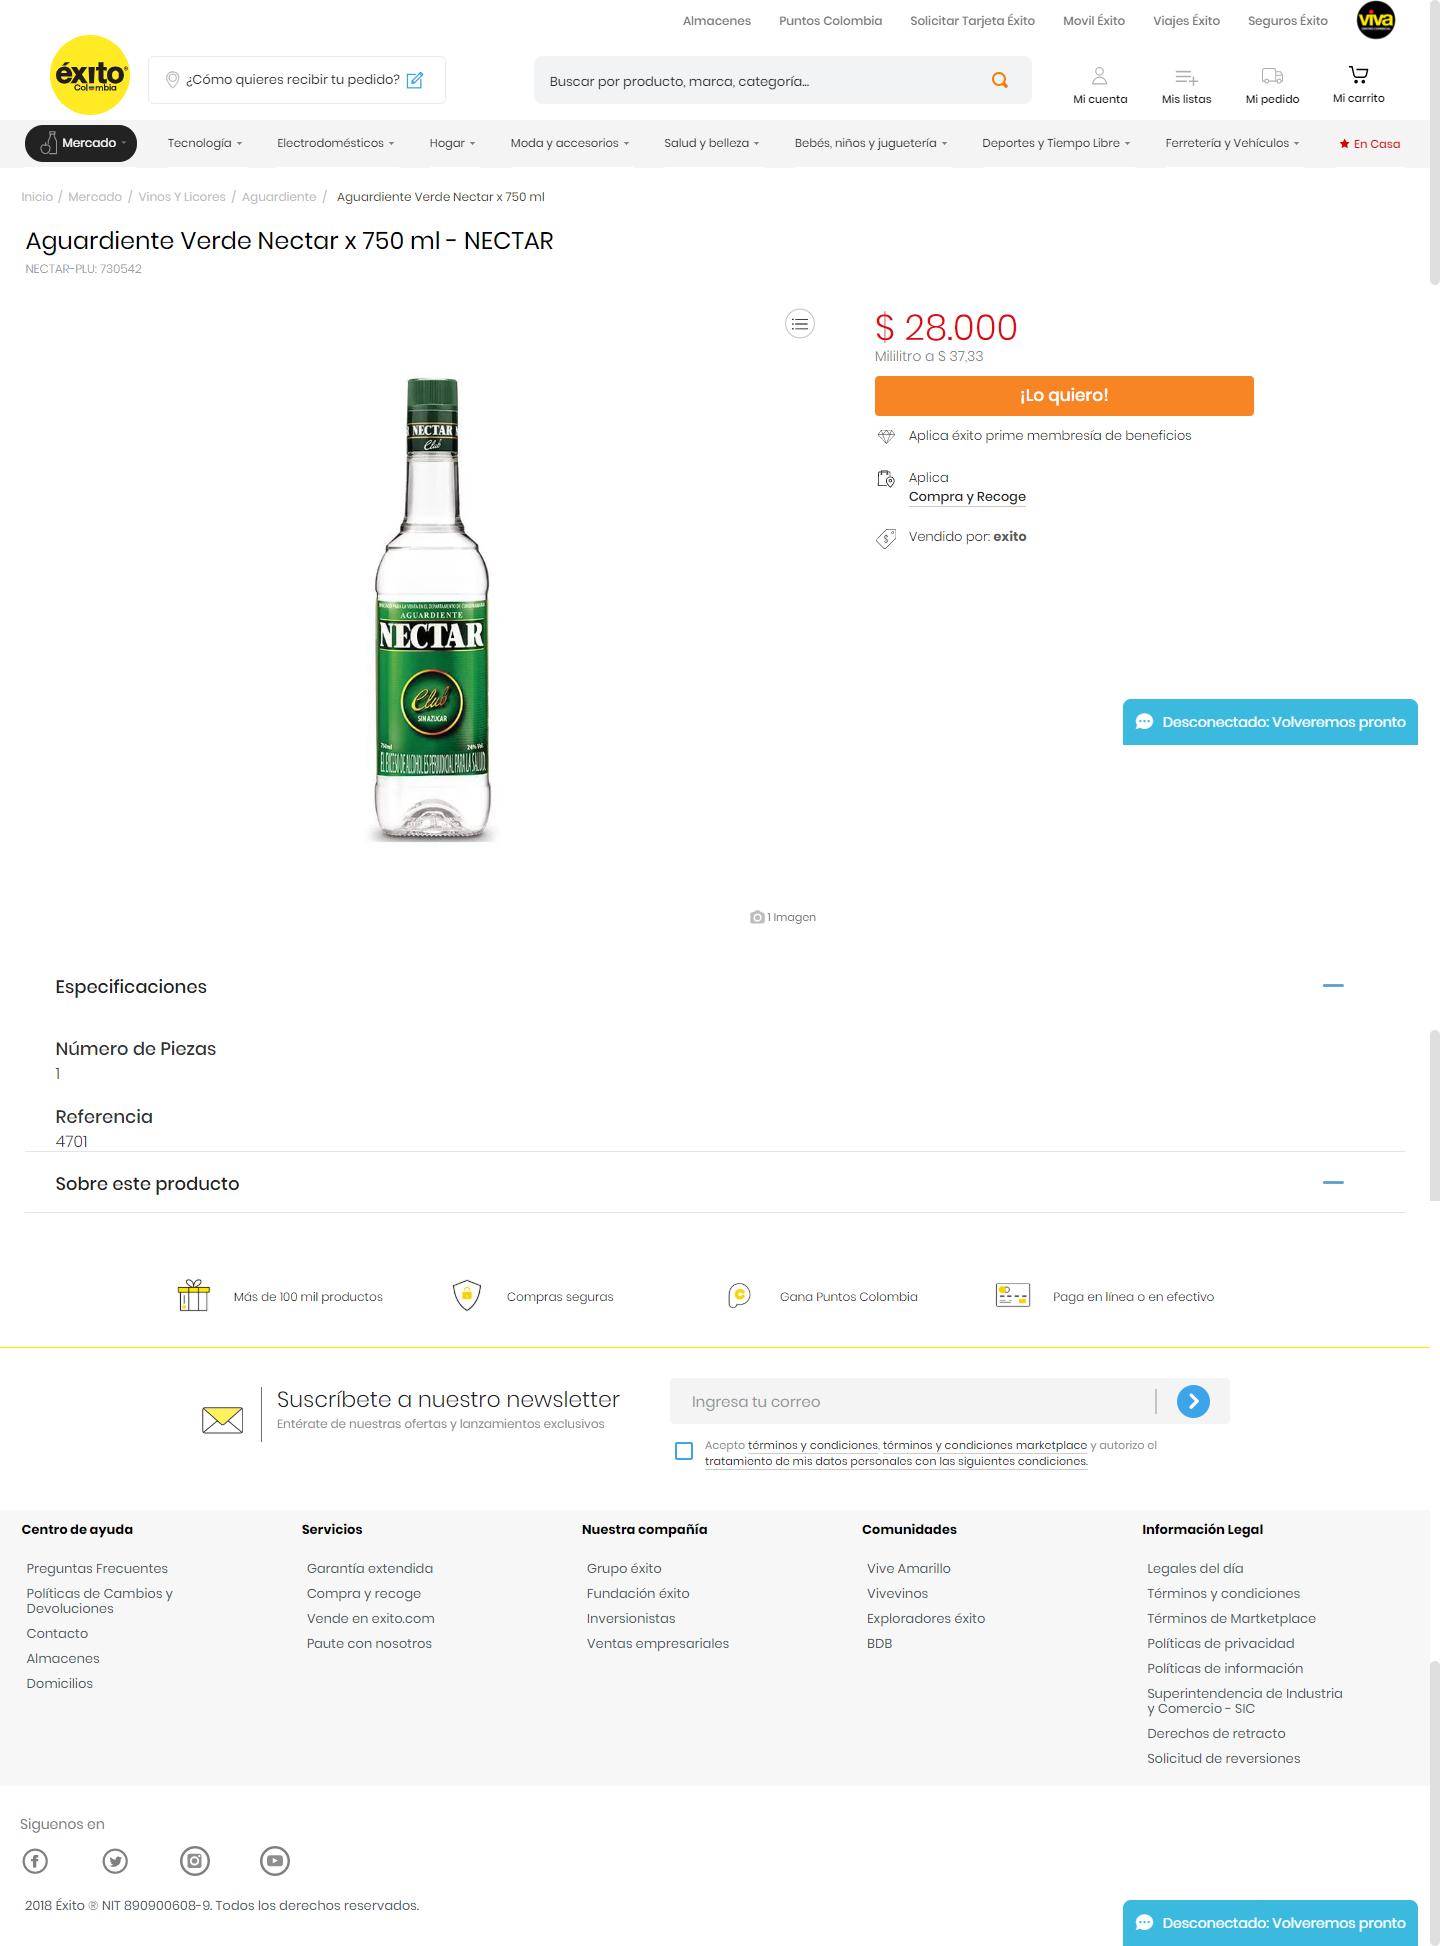 Almacenes Puntos Colombia Solicitar Tarjeta Éxito Movil Éxito Viajes Éxito Seguros Éxito viva
éxito
Colombia
¿Cómo quieres recibir tu pedido?
Buscar por producto, marca, categoría...
Mi cuenta Mis listas Mi pedido Mi carrito
Mercado Tecnología Electrodomésticos Hogar Moda y accesorios Salud y belleza Bebés, niños y juguetería Deportes y Tiempo Libre Ferretería y Vehículos En Casa
Inicio / Mercado / Vinos Y Licores / Aguardiente / Aguardiente Verde Nectar x 750 ml
Aguardiente Verde Nectar x 750 ml - NECTAR
NECTAR-PLU: 730542
$ 28.000
Mililitro a $ 37,33
¡Lo quiero!
Aplica éxito prime membresía de beneficios
Aplica
Compra y Recoge
Vendido por: exito
NECTAR
Club
AGUARDIENTE
NECTAR
Club
SIN AZUCAR
750ml 24% Vol.
EL EXCESO DE ALCOHOL ES PERJUDICIAL PARA LA SALUD
Desconectado: Volveremos pronto
1 Imagen
Especificaciones
Número de Piezas
1
Referencia
4701
Sobre este producto
Más de 100 mil productos Compras seguras Gana Puntos Colombia Paga en línea o en efectivo
Suscríbete a nuestro newsletter
Entérate de nuestras ofertas y lanzamientos exclusivos
Ingresa tu correo
Acepto términos y condiciones, términos y condiciones marketplace y autorizo el
tratamiento de mis datos personales con las siguientes condiciones.
Centro de ayuda
Preguntas Frecuentes
Políticas de Cambios y
Devoluciones
Contacto
Almacenes
Domicilios
Servicios
Garantía extendida
Compra y recoge
Vende en exito.com
Paute con nosotros
Nuestra compañía
Grupo éxito
Fundación éxito
Inversionistas
Ventas empresariales
Comunidades
Vive Amarillo
Vivevinos
Exploradores éxito
BDB
Información Legal
Legales del día
Términos y condiciones
Términos de Martketplace
Políticas de privacidad
Políticas de información
Superintendencia de Industria
y Comercio - SIC
Derechos de retracto
Solicitud de reversiones
Siguenos en
2018 Éxito ® NIT 890900608-9. Todos los derechos reservados.
Desconectado: Volveremos pronto